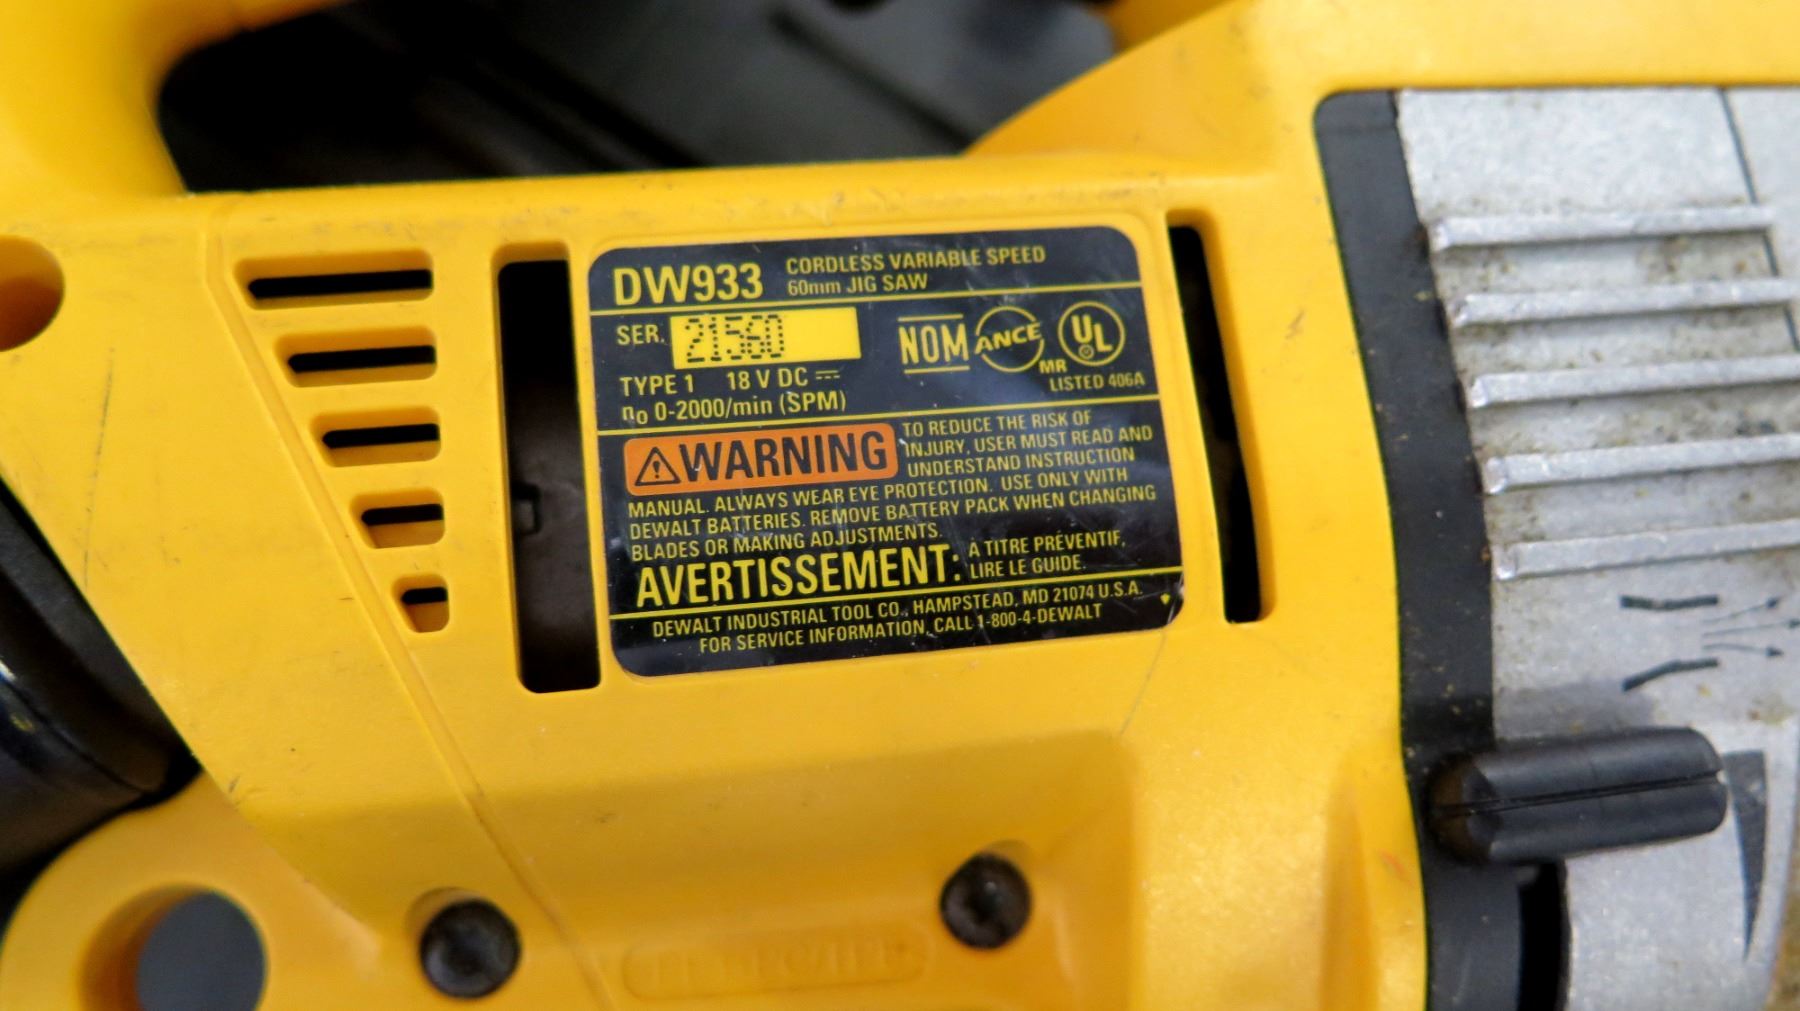 DW933 CORDLESS VARIABLE SPEED
60mm JIG SAW
SER. 21560
NOM ANCE UL
MR
TYPE 1 18 V DC
LISTED 406A
n0 0-2000/min (SPM)
WARNING TO REDUCE THE RISK OF
INJURY, USER MUST READ AND
UNDERSTAND INSTRUCTION
MANUAL. ALWAYS WEAR EYE PROTECTION. USE ONLY WITH
DEWALT BATTERIES. REMOVE BATTERY PACK WHEN CHANGING
BLADES OR MAKING ADJUSTMENTS.
AVERTISSEMENT: A TITRE PRÉVENTIF,
LIRE LE GUIDE.
DEWALT INDUSTRIAL TOOL CO., HAMPSTEAD, MD 21074 U.S.A.
FOR SERVICE INFORMATION, CALL 1-800-4-DEWALT